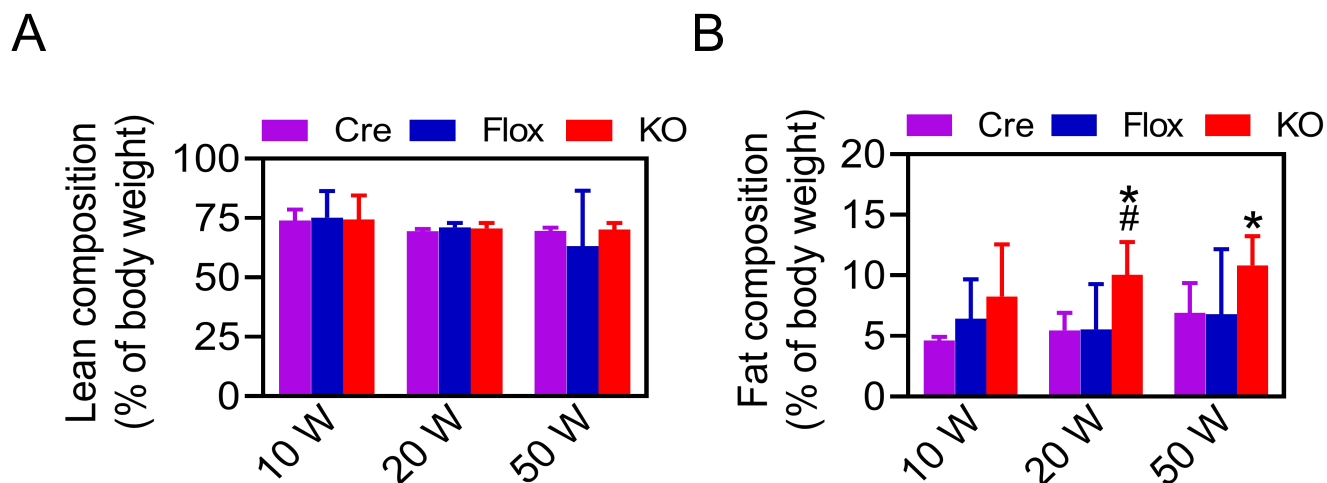 A
Lean composition
(% of body weight)
Cre Flox KO
100
75
50
25
0
10 W 20 W 50 W
B
Fat composition
(% of body weight)
Cre Flox KO
20
15
10
5
0
*
#
*
10 W 20 W 50 W